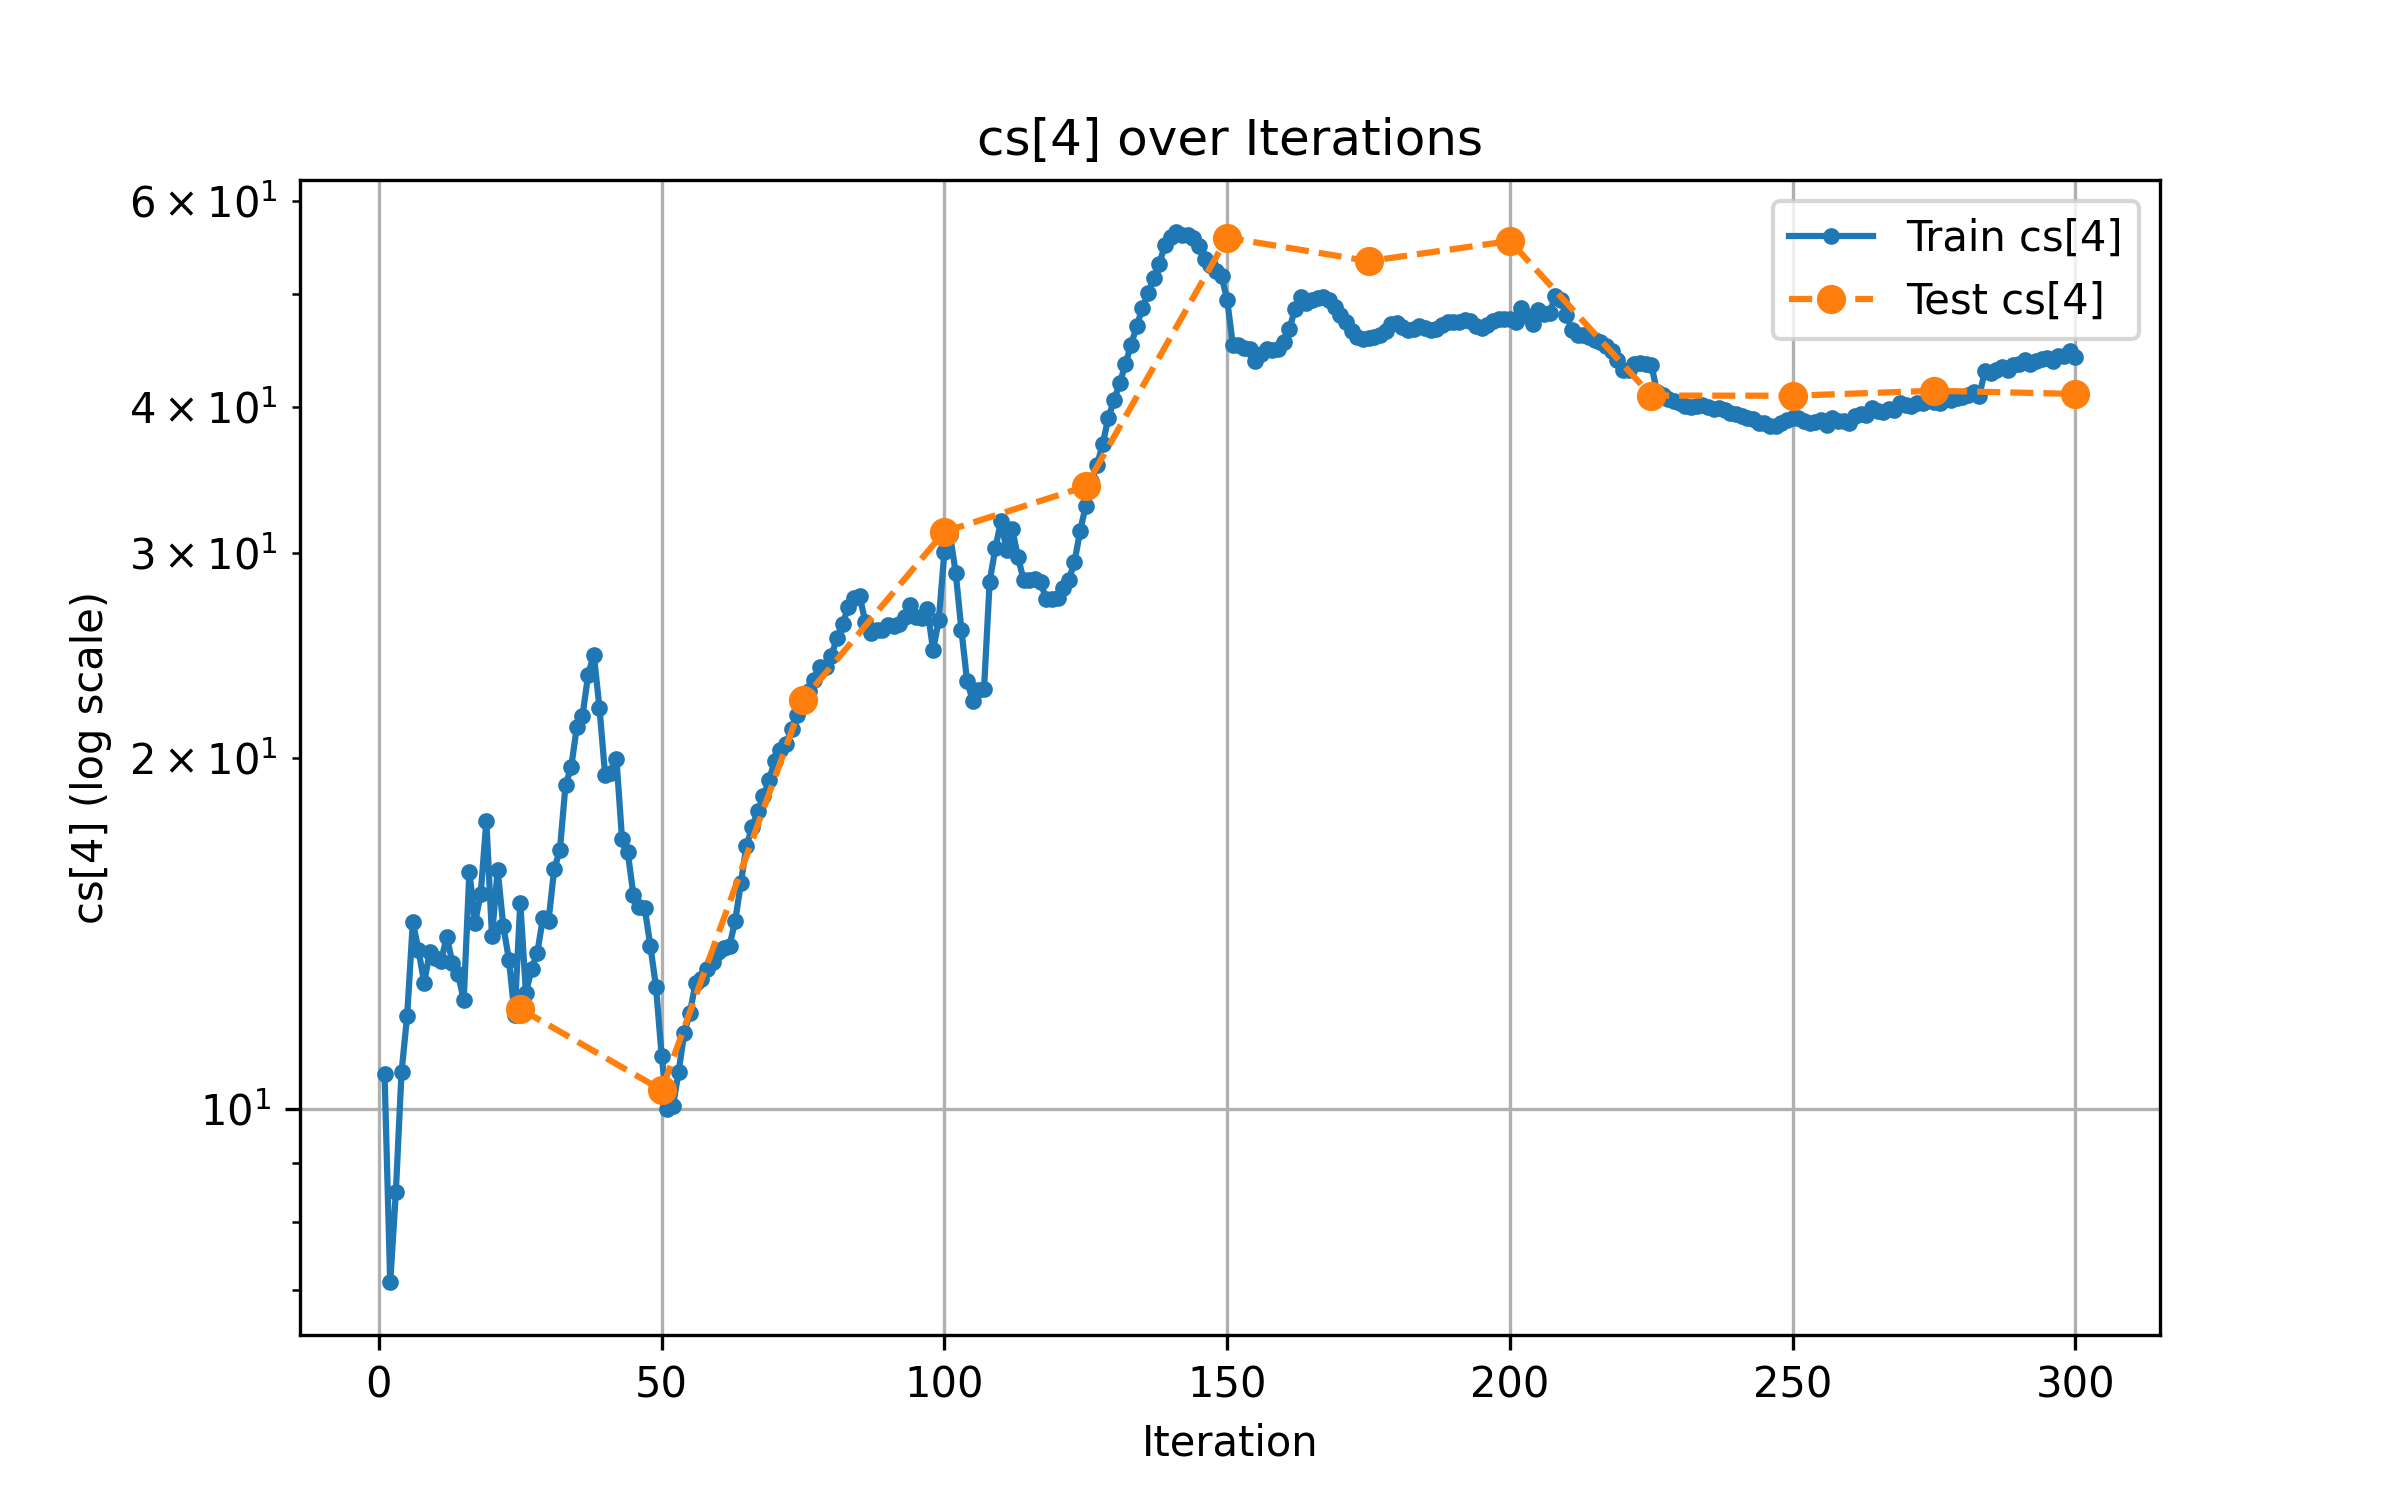 cs[4] over Iterations
6 × 10¹
4 × 10¹
3 × 10¹
2 × 10¹
10¹
cs[4] (log scale)
Train cs[4]
Test cs[4]
0 50 100 150 200 250 300
Iteration